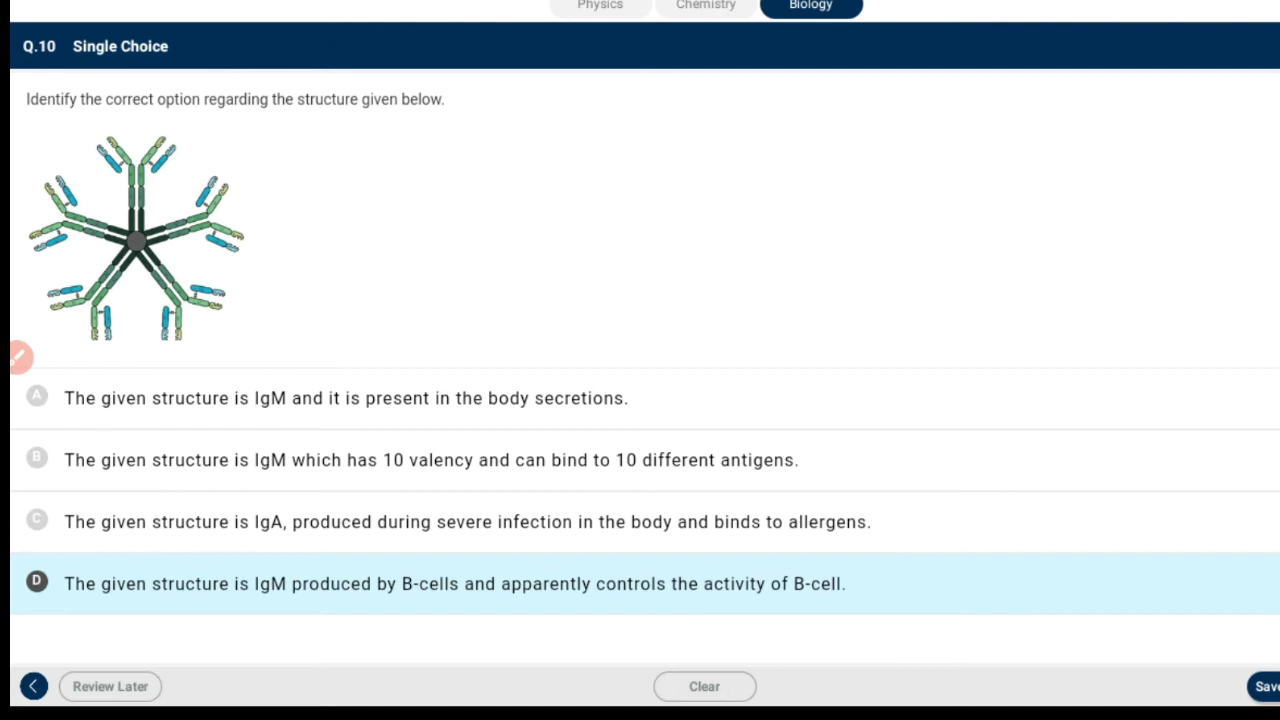 Physics Chemistry Biology
Q.10 Single Choice
Identify the correct option regarding the structure given below.
A The given structure is IgM and it is present in the body secretions.
B The given structure is IgM which has 10 valency and can bind to 10 different antigens.
C The given structure is IgA, produced during severe infection in the body and binds to allergens.
D The given structure is IgM produced by B-cells and apparently controls the activity of B-cell.
Review Later Clear Save